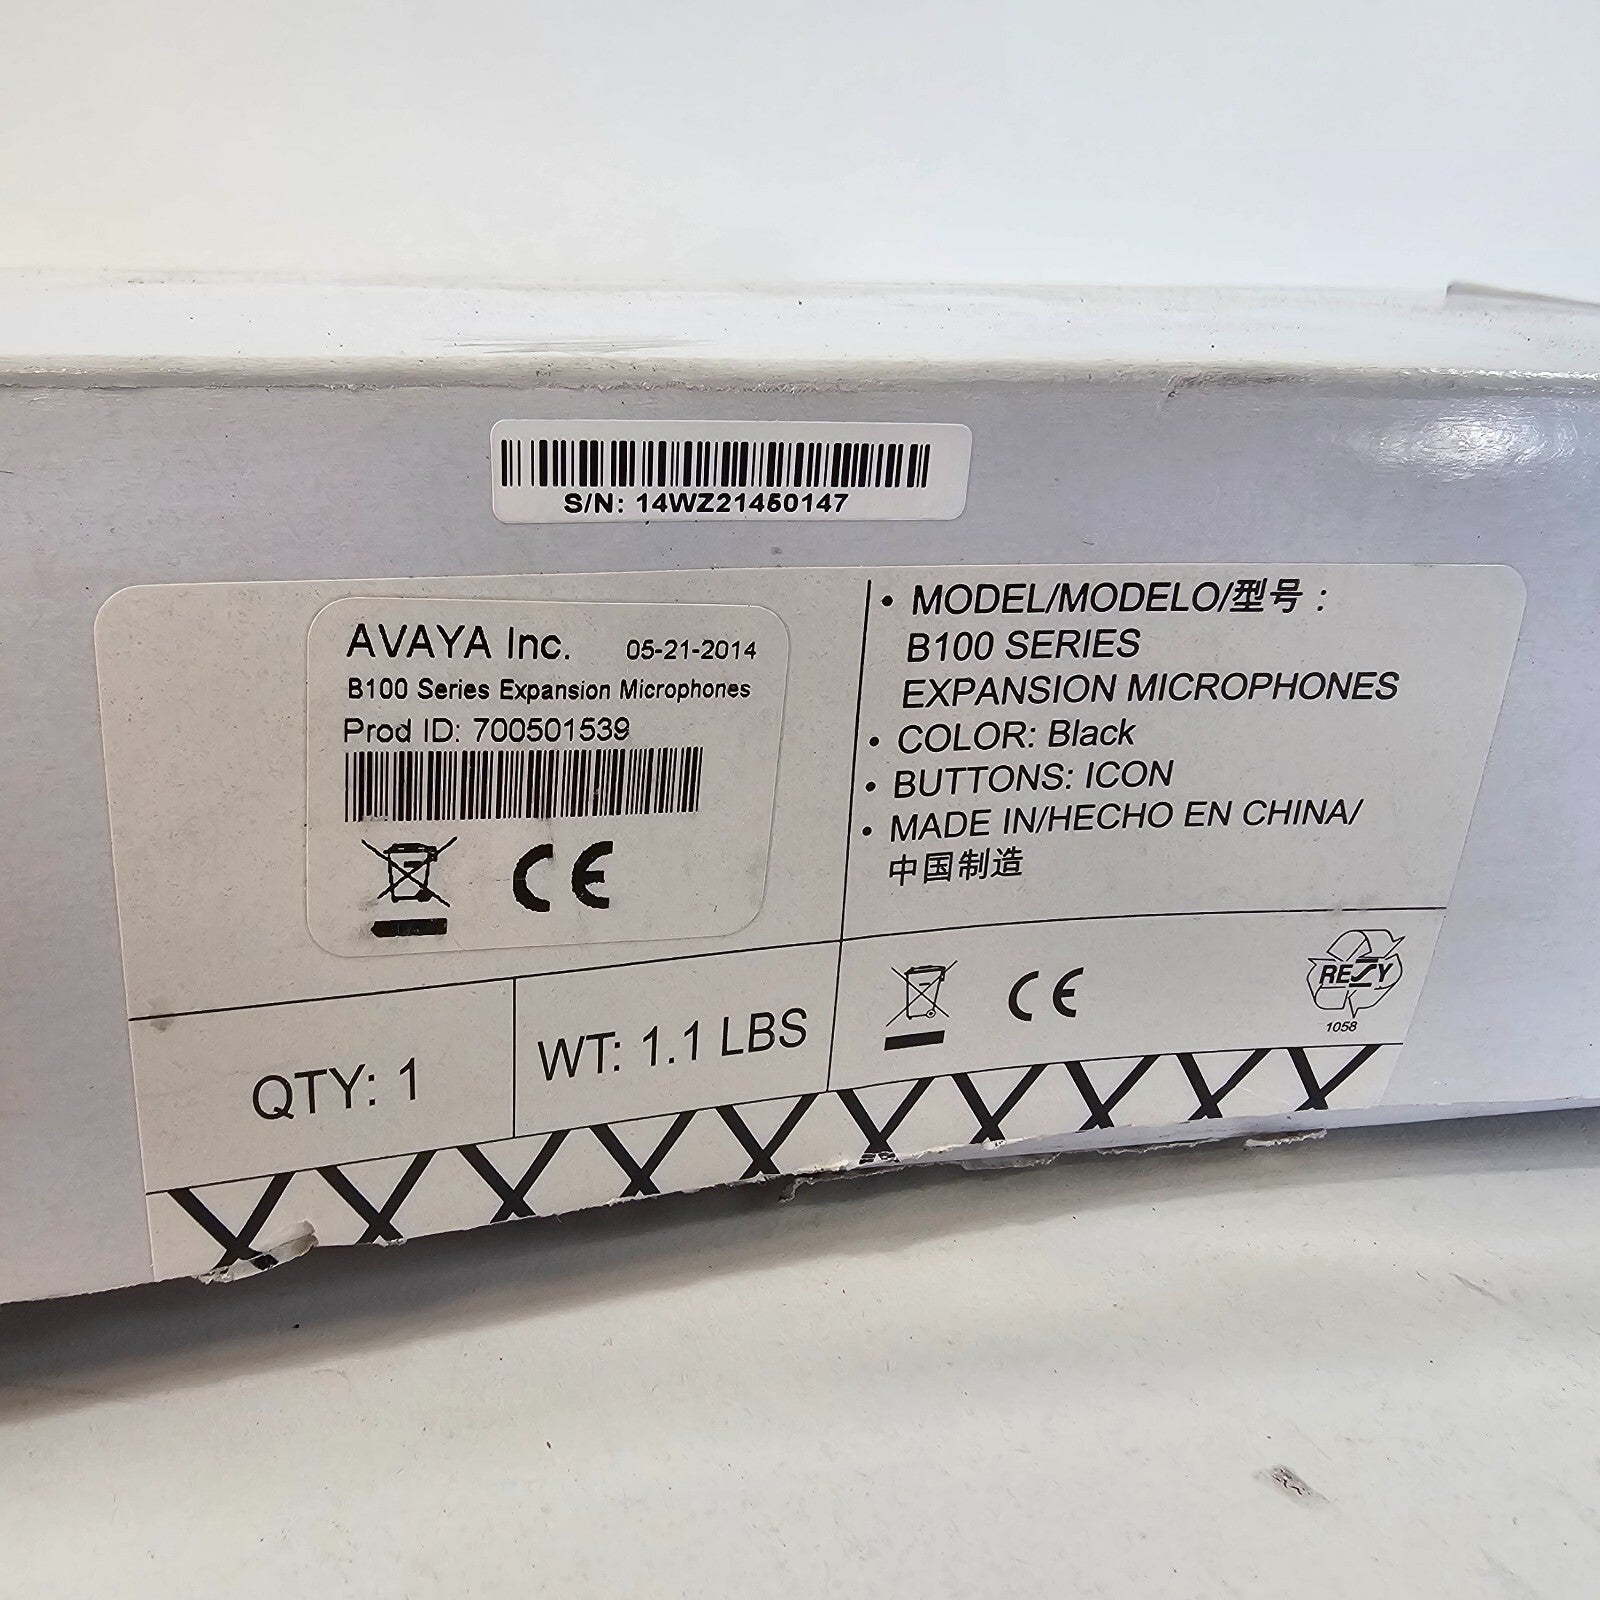 S/N: 14WZ21450147
AVAYA Inc. 05-21-2014
B100 Series Expansion Microphones
Prod ID: 700501539
• MODEL/MODELO/型号:
B100 SERIES
EXPANSION MICROPHONES
• COLOR: Black
• BUTTONS: ICON
• MADE IN/HECHO EN CHINA/
中国制造
CE
QTY: 1
WT: 1.1 LBS
CE
RESY
1058